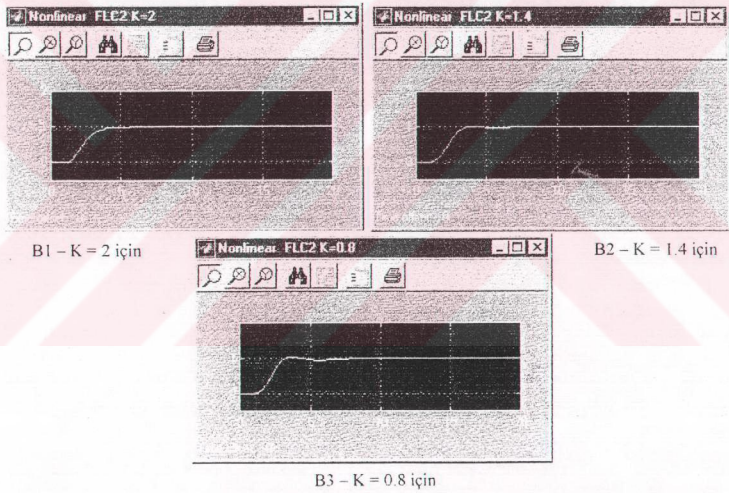 Nonlinear FLC2 K=2
Nonlinear FLC2 K=1.4
B1 – K = 2 için
B2 – K = 1.4 için
Nonlinear FLC2 K=0.8
B3 – K = 0.8 için